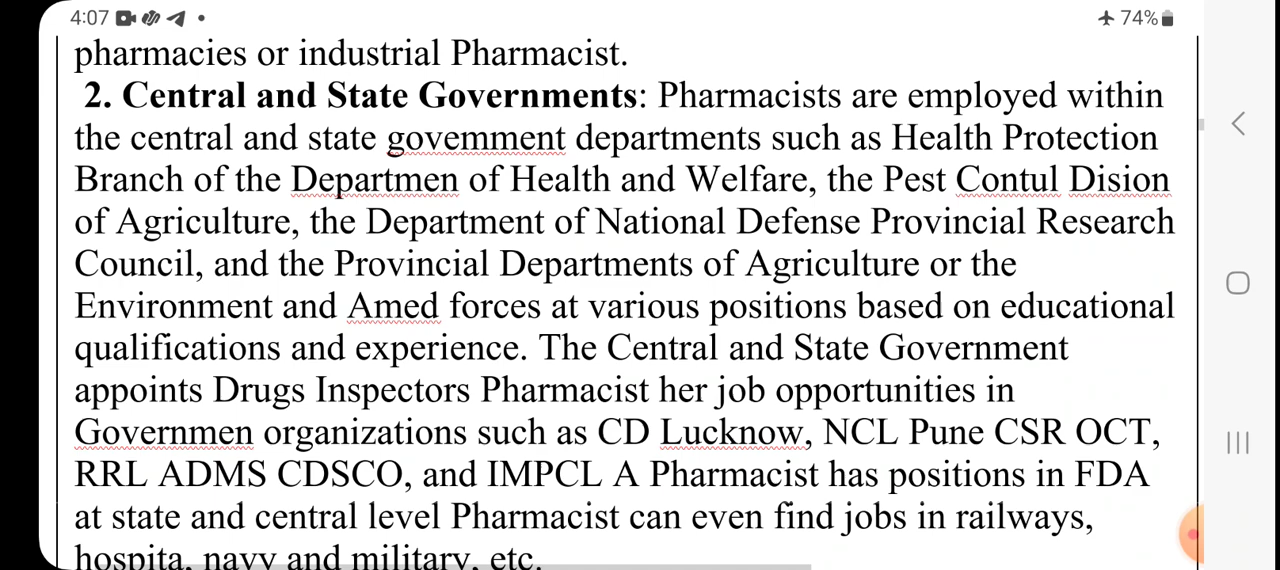 4:07
74%
pharmacies or industrial Pharmacist.
2. Central and State Governments: Pharmacists are employed within
the central and state govemment departments such as Health Protection
Branch of the Departmen of Health and Welfare, the Pest Contul Dision
of Agriculture, the Department of National Defense Provincial Research
Council, and the Provincial Departments of Agriculture or the
Environment and Amed forces at various positions based on educational
qualifications and experience. The Central and State Government
appoints Drugs Inspectors Pharmacist her job opportunities in
Governmen organizations such as CD Lucknow, NCL Pune CSR OCT,
RRL ADMS CDSCO, and IMPCL A Pharmacist has positions in FDA
at state and central level Pharmacist can even find jobs in railways,
hospita, navy and military, etc.